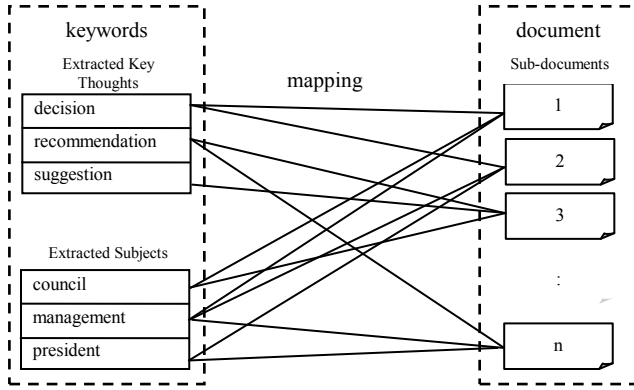 keywords
Extracted Key
Thoughts
decision
recommendation
suggestion
Extracted Subjects
council
management
president
mapping
document
Sub-documents
1
2
3
:
n